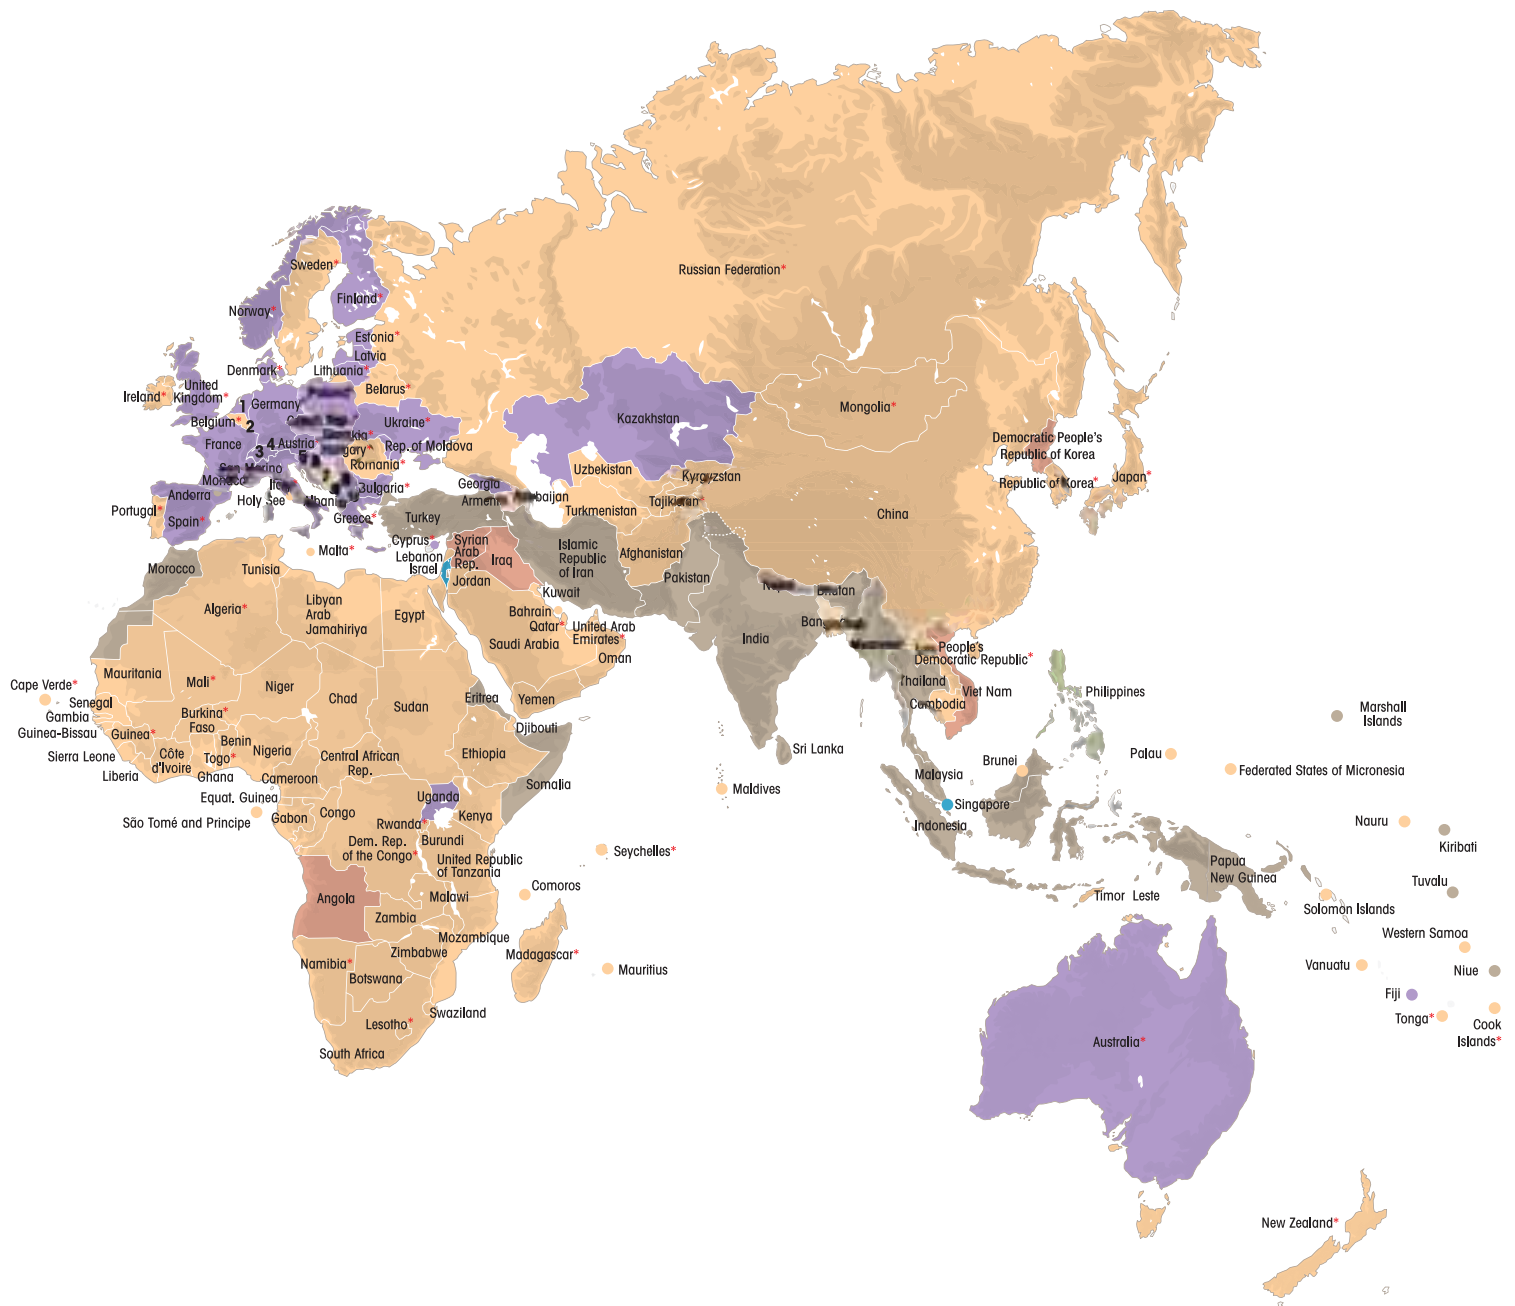 Russian Federation*
Sweden*
Finland*
Norway*
Estonia*
Latvia
Denmark*
Lithuania*
United
Kingdom*
Ireland*
Belarus*
1
Germany
Belgium*
2
Ukraine*
Kazakhstan
Mongolia*
France
4
Austria
3
Rep. of Moldova
Romania*
Democratic People's
Republic of Korea
Republic of Korea*
Japan*
Uzbekistan
Kyrgyzstan
Andorra
Holy See
Bulgaria*
Georgia
Turkmenistan
Portugal*
Spain*
Greece*
Turkey
China
Malta*
Cyprus*
Lebanon
Israel
Syrian
Arab
Rep.
Iraq
Jordan
Islamic
Republic
of Iran
Afghanistan
Pakistan
Morocco
Tunisia
Algeria*
Libyan
Arab
Jamahiriya
Egypt
Kuwait
Bahrain
Qatar*
United Arab
Emirates*
Saudi Arabia
Oman
Yemen
India
Bhutan
People's
Democratic Republic*
Thailand
Viet Nam
Cambodia
Philippines
Mauritania
Mali*
Niger
Chad
Sudan
Eritrea
Djibouti
Cape Verde*
Senegal
Gambia
Guinea-Bissau
Guinea*
Sierra Leone
Liberia
Burkina*
Faso
Côte
d'Ivoire
Benin
Togo*
Ghana
Nigeria
Cameroon
Central African
Rep.
Ethiopia
Somalia
Equat. Guinea
São Tomé and Principe
Gabon
Congo
Uganda
Kenya
Rwanda*
Burundi
Dem. Rep.
of the Congo*
United Republic
of Tanzania
Angola
Zambia
Malawi
Mozambique
Zimbabwe
Namibia*
Botswana
Swaziland
Lesotho*
South Africa
Seychelles*
Comoros
Madagascar*
Mauritius
Maldives
Sri Lanka
Malaysia
Brunei
Singapore
Indonesia
Timor Leste
Papua
New Guinea
Palau
Federated States of Micronesia
Marshall
Islands
Nauru
Kiribati
Tuvalu
Solomon Islands
Western Samoa
Vanuatu
Niue
Fiji
Tonga*
Cook
Islands*
Australia*
New Zealand*